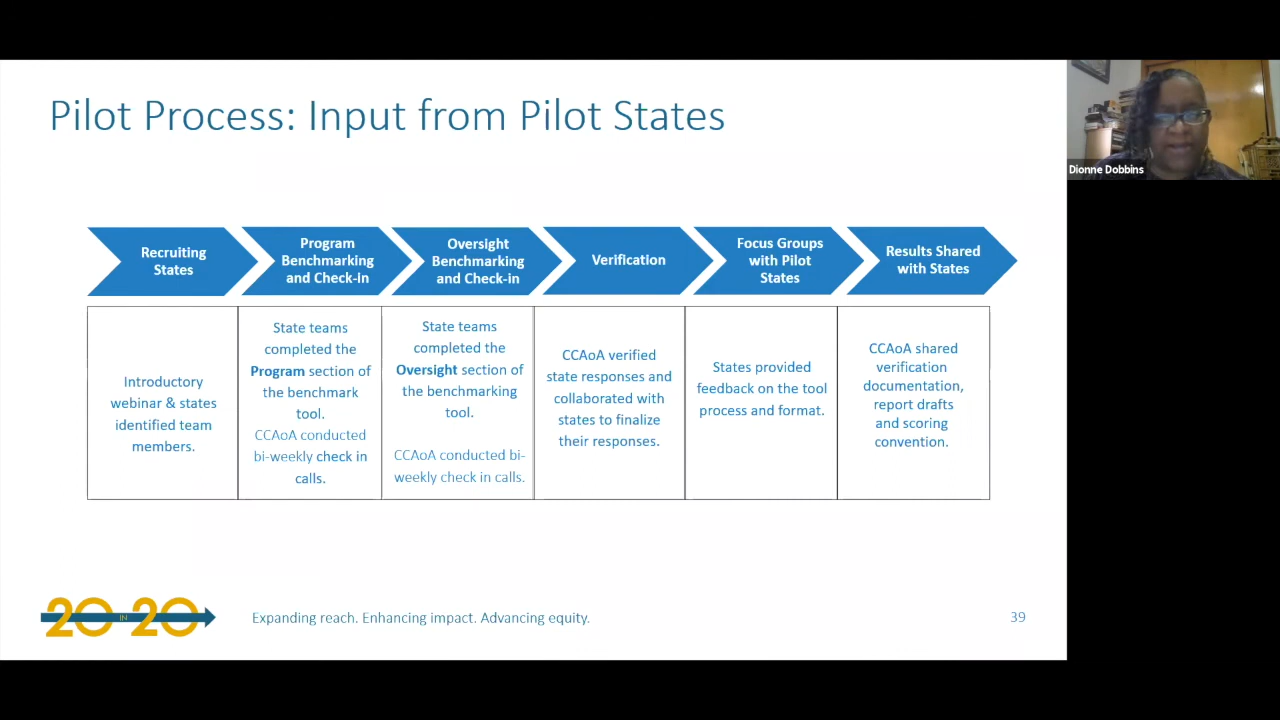 Pilot Process: Input from Pilot States
Dionne Dobbins
Recruiting
States
Program
Benchmarking
and Check-in
Oversight
Benchmarking
and Check-in
Verification
Focus Groups
with Pilot
States
Results Shared
with States
Introductory
webinar & states
identified team
members.
State teams
completed the
Program section of
the benchmark
tool.
CCAoA conducted
bi-weekly check in
calls.
State teams
completed the
Oversight section of
the benchmarking
tool.
CCAoA conducted bi-
weekly check in calls.
CCAoA verified
state responses and
collaborated with
states to finalize
their responses.
States provided
feedback on the tool
process and format.
CCAoA shared
verification
documentation,
report drafts
and scoring
convention.
20 IN 20
Expanding reach. Enhancing impact. Advancing equity.
39